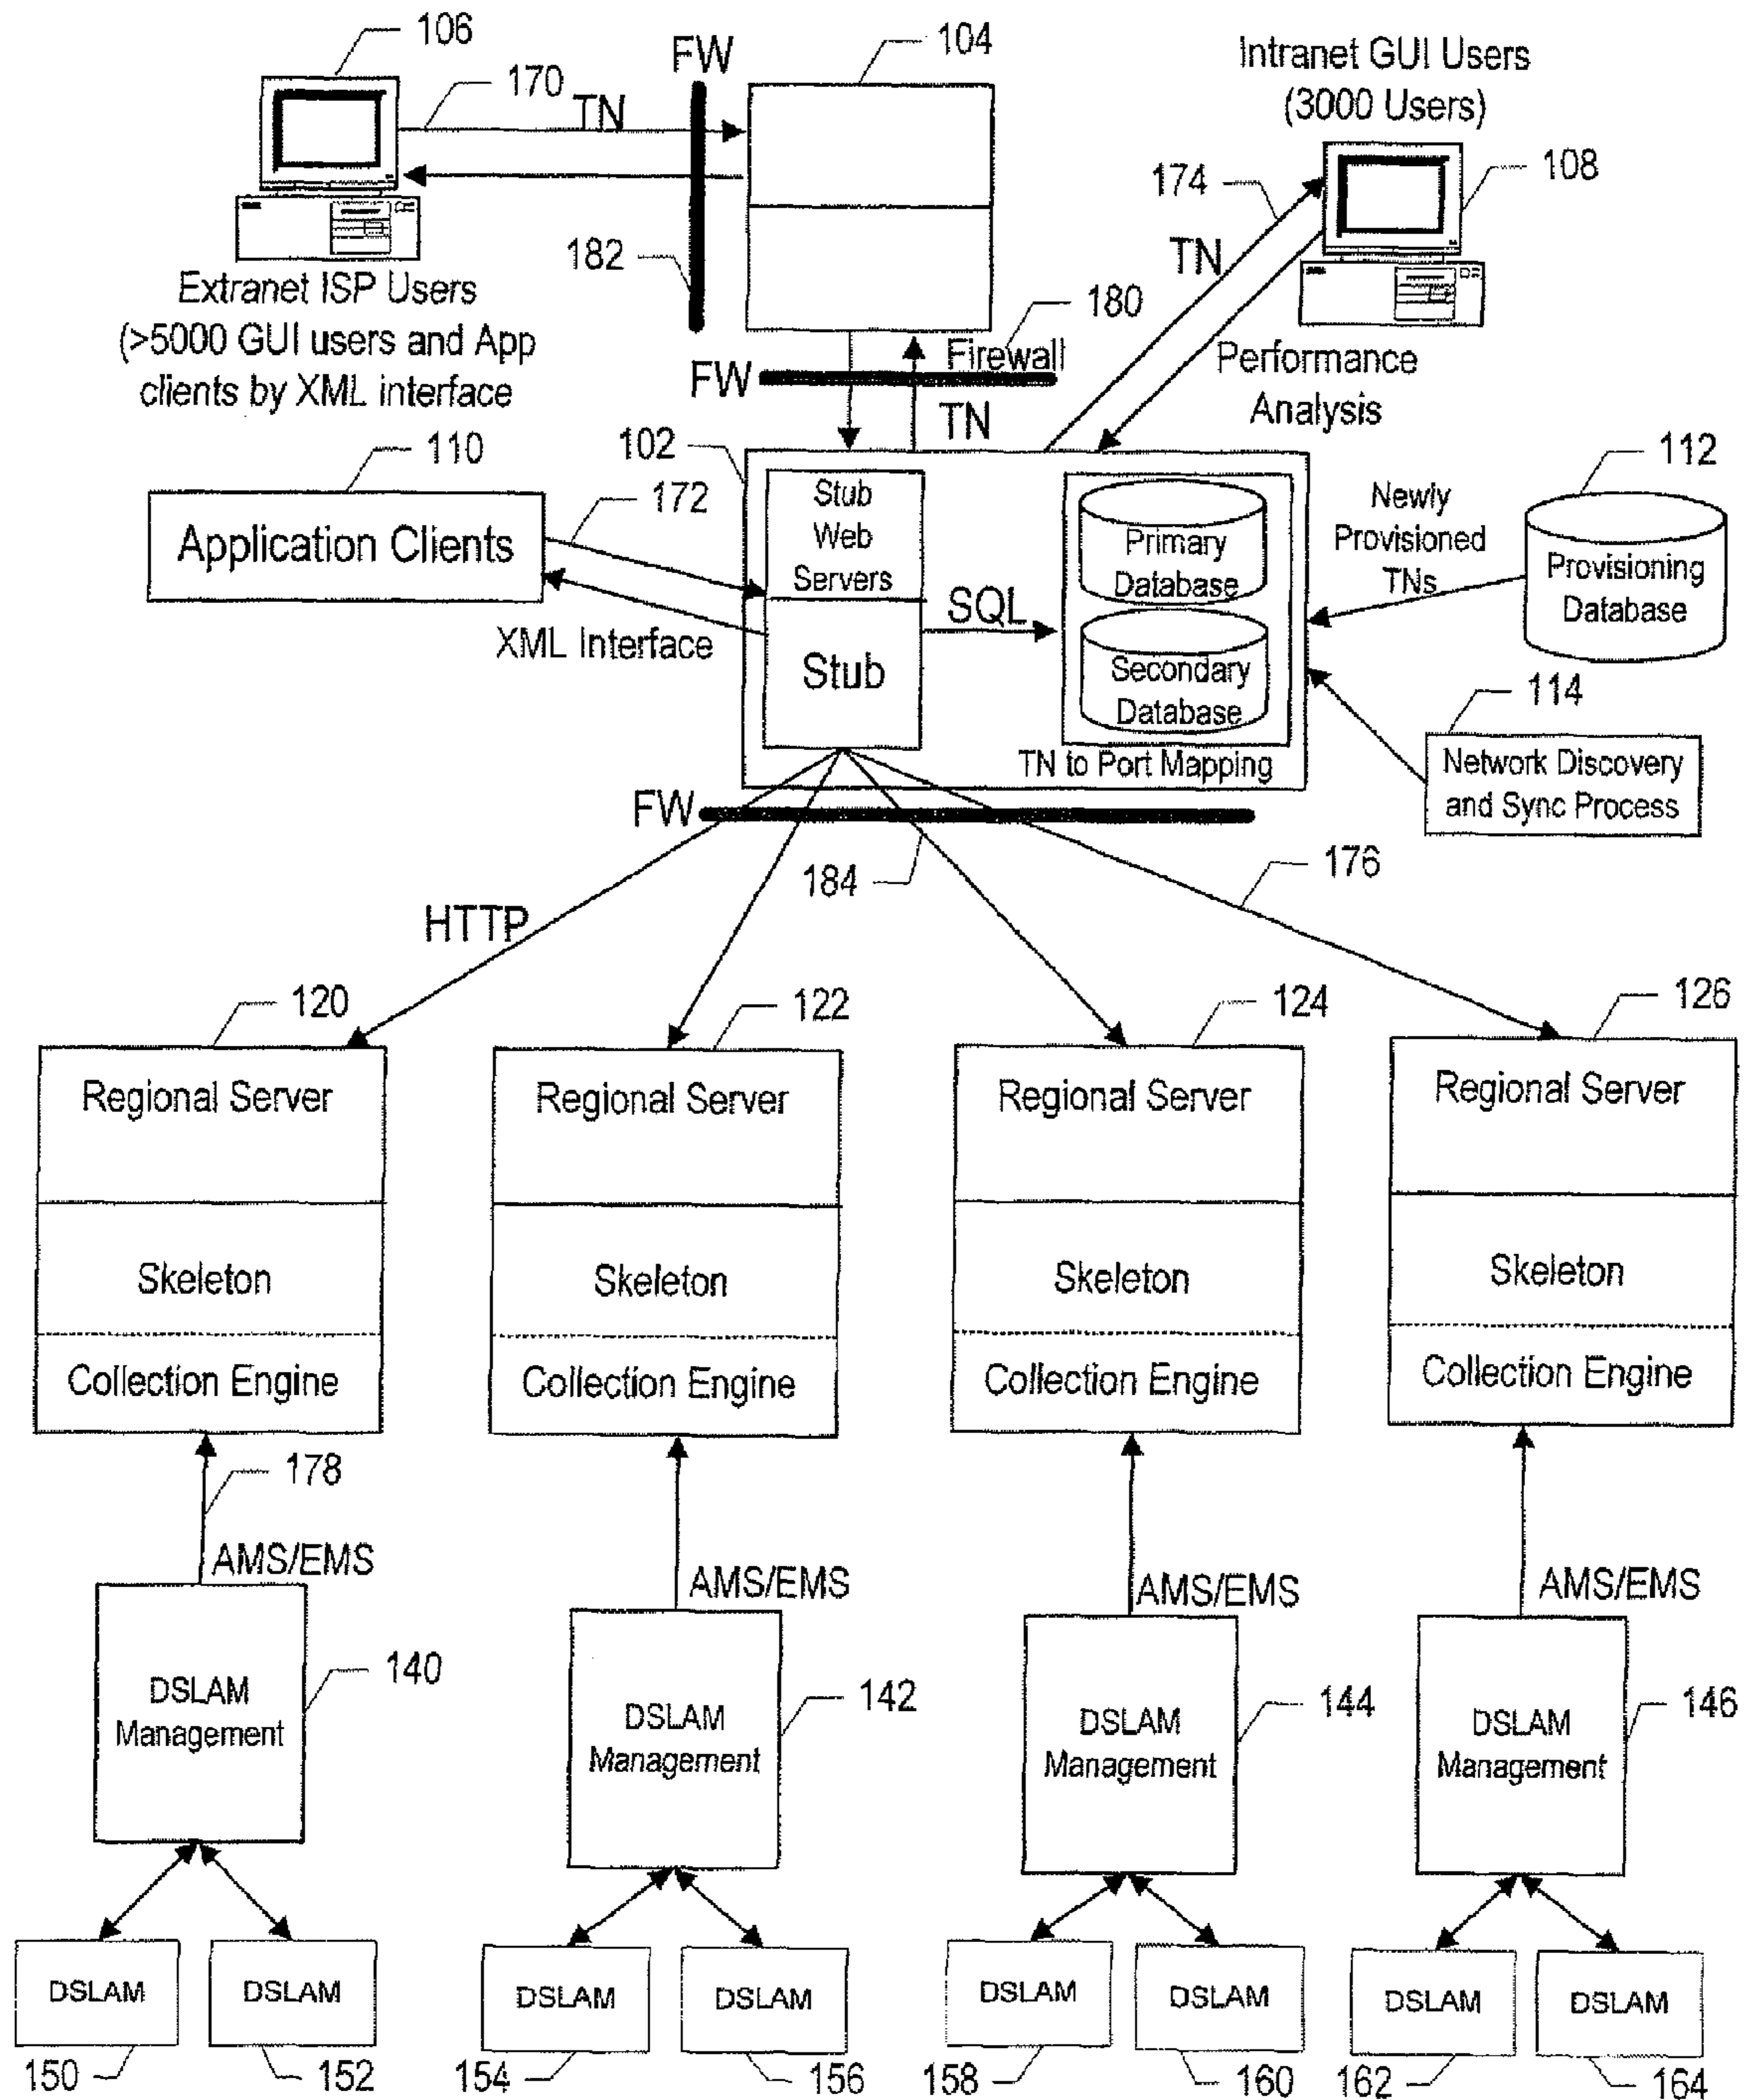 106
170
TN
FW
104
182
Extranet ISP Users
(>5000 GUI users and App
clients by XML interface
Intranet GUI Users
(3000 Users)
174
TN
108
180
Firewall
FW
TN
Performance
Analysis
110
172
Application Clients
XML Interface
102
Stub
Web
Servers
Stub
SQL
Primary
Database
Secondary
Database
TN to Port Mapping
Newly
Provisioned
TNs
112
Provisioning
Database
114
Network Discovery
and Sync Process
FW
184
176
HTTP
120
122
124
126
Regional Server
Regional Server
Regional Server
Regional Server
Skeleton
Skeleton
Skeleton
Skeleton
Collection Engine
Collection Engine
Collection Engine
Collection Engine
178
AMS/EMS
AMS/EMS
AMS/EMS
AMS/EMS
DSLAM
Management
140
DSLAM
Management
142
DSLAM
Management
144
DSLAM
Management
146
DSLAM
DSLAM
DSLAM
DSLAM
DSLAM
DSLAM
DSLAM
DSLAM
150
152
154
156
158
160
162
164